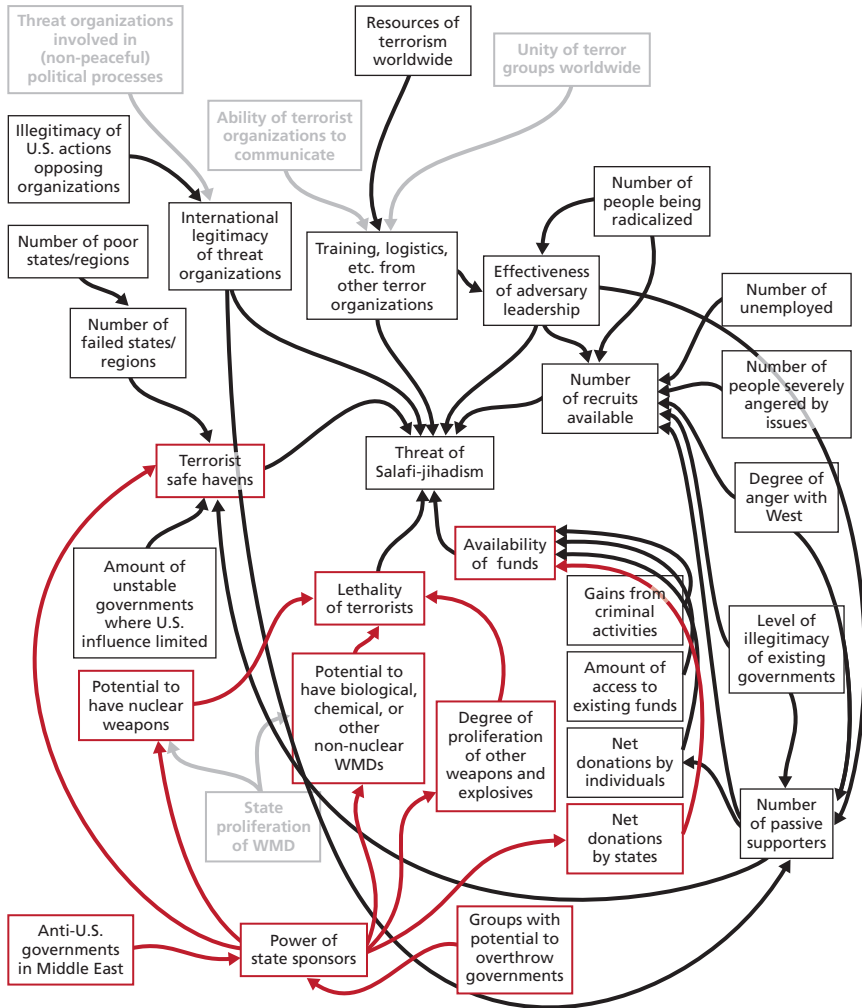 Threat organizations
involved in
(non-peaceful)
political processes
Resources of
terrorism
worldwide
Unity of terror
groups worldwide
Illegitimacy of
U.S. actions
opposing
organizations
Ability of terrorist
organizations to
communicate
Number of
people being
radicalized
International
legitimacy
of threat
organizations
Number of poor
states/regions
Training, logistics,
etc. from
other terror
organizations
Effectiveness
of adversary
leadership
Number of
unemployed
Number of
failed states/
regions
Number
of recruits
available
Number of
people severely
angered by
issues
Terrorist
safe havens
Threat of
Salafi-jihadism
Degree of
anger with
West
Availability
of funds
Amount of
unstable
governments
where U.S.
influence limited
Lethality
of terrorists
Gains from
criminal
activities
Level of
illegitimacy
of existing
governments
Potential to
have nuclear
weapons
Potential to
have biological,
chemical, or
other
non-nuclear
WMDs
Amount of
access to
existing funds
Degree of
proliferation
of other
weapons and
explosives
Net
donations by
individuals
State
proliferation
of WMD
Net
donations
by states
Number
of passive
supporters
Anti-U.S.
governments
in Middle East
Power of
state sponsors
Groups with
potential to
overthrow
governments